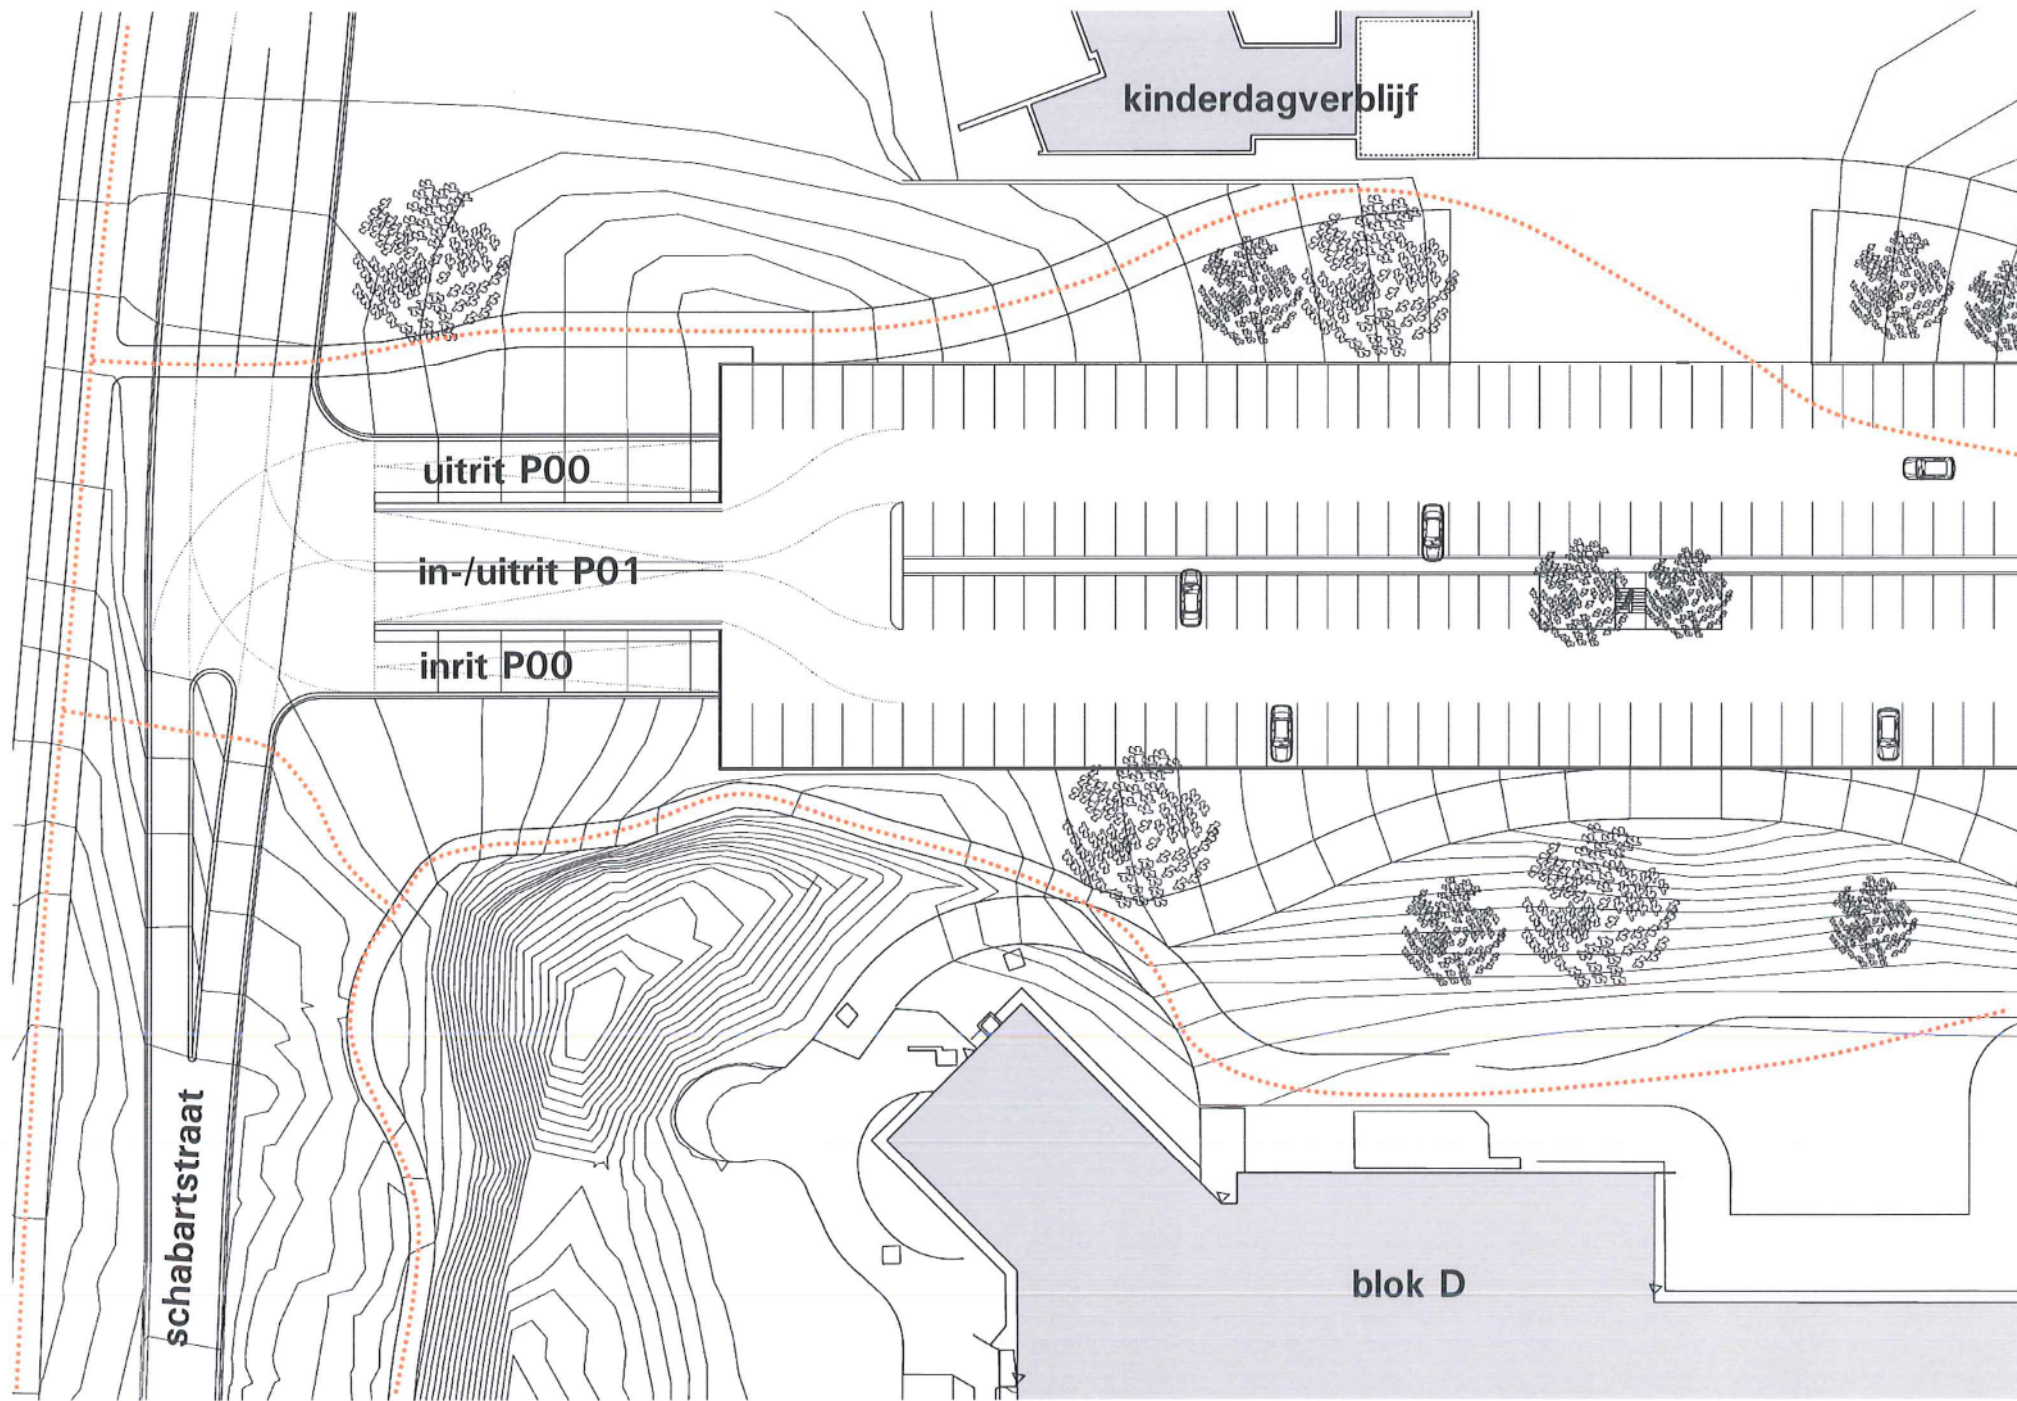 kinderdagverblijf
uitrit P00
in-/uitrit P01
inrit P00
schabartstraat
blok D